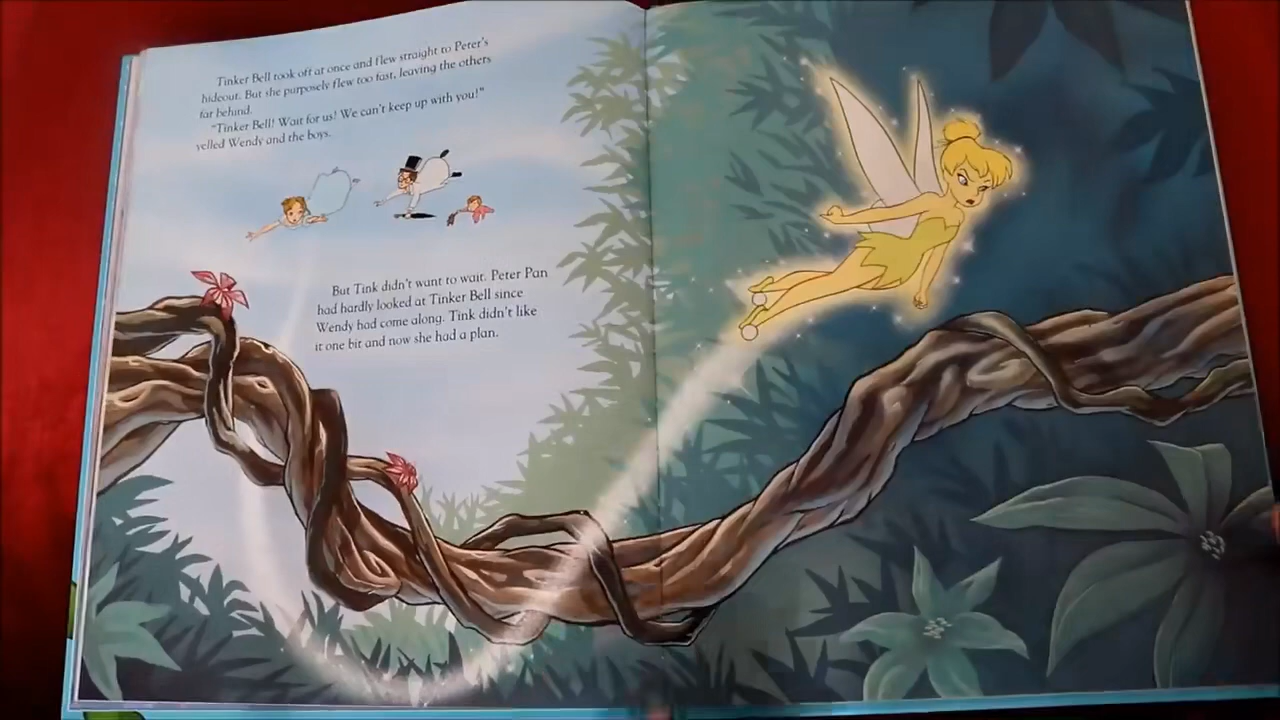 Tinker Bell took off at once and flew straight to Peter's
hideout. But she purposely flew too fast, leaving the others
far behind.
"Tinker Bell! Wait for us! We can't keep up with you!"
yelled Wendy and the boys.
But Tink didn't want to wait. Peter Pan
had hardly looked at Tinker Bell since
Wendy had come along. Tink didn't like
it one bit and now she had a plan.